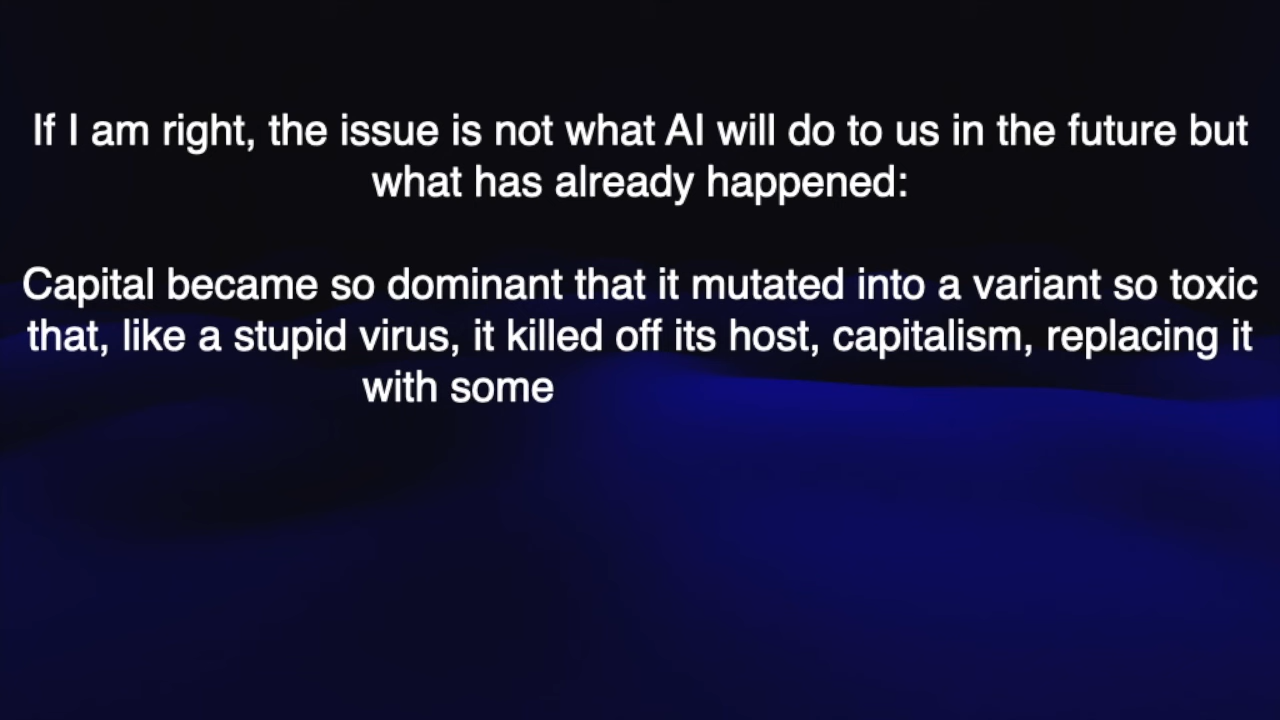 If I am right, the issue is not what AI will do to us in the future but
what has already happened:
Capital became so dominant that it mutated into a variant so toxic
that, like a stupid virus, it killed off its host, capitalism, replacing it
with some